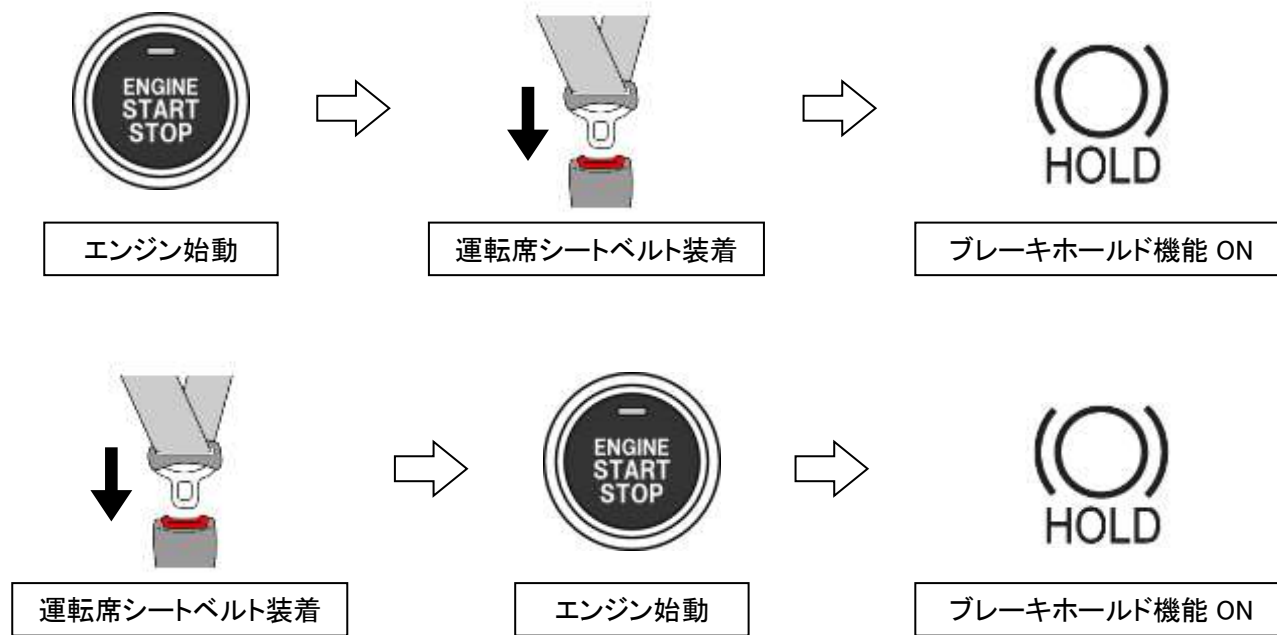 ENGINE
START
STOP
HOLD
エンジン始動
運転席シートベルト装着
ブレーキホールド機能 ON
ENGINE
START
STOP
HOLD
運転席シートベルト装着
エンジン始動
ブレーキホールド機能 ON